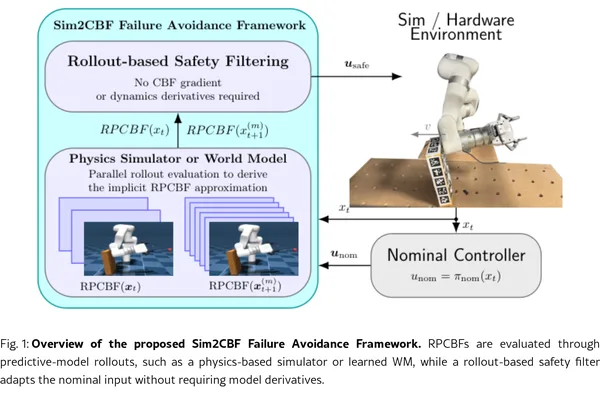 Sim2CBF Failure Avoidance Framework
Rollout-based Safety Filtering
No CBF gradient
or dynamics derivatives required
RPCBF(x_t) RPCBF(x_{t+1}^{(m)})
Physics Simulator or World Model
Parallel rollout evaluation to derive
the implicit RPCBF approximation
RPCBF(x_t) RPCBF(x_{t+1}^{(m)})
u_safe
Sim / Hardware
Environment
v
x_t
x_t
u_nom
Nominal Controller
u_nom = π_nom(x_t)
Fig. 1: Overview of the proposed Sim2CBF Failure Avoidance Framework. RPCBFs are evaluated through
predictive-model rollouts, such as a physics-based simulator or learned WM, while a rollout-based safety filter
adapts the nominal input without requiring model derivatives.